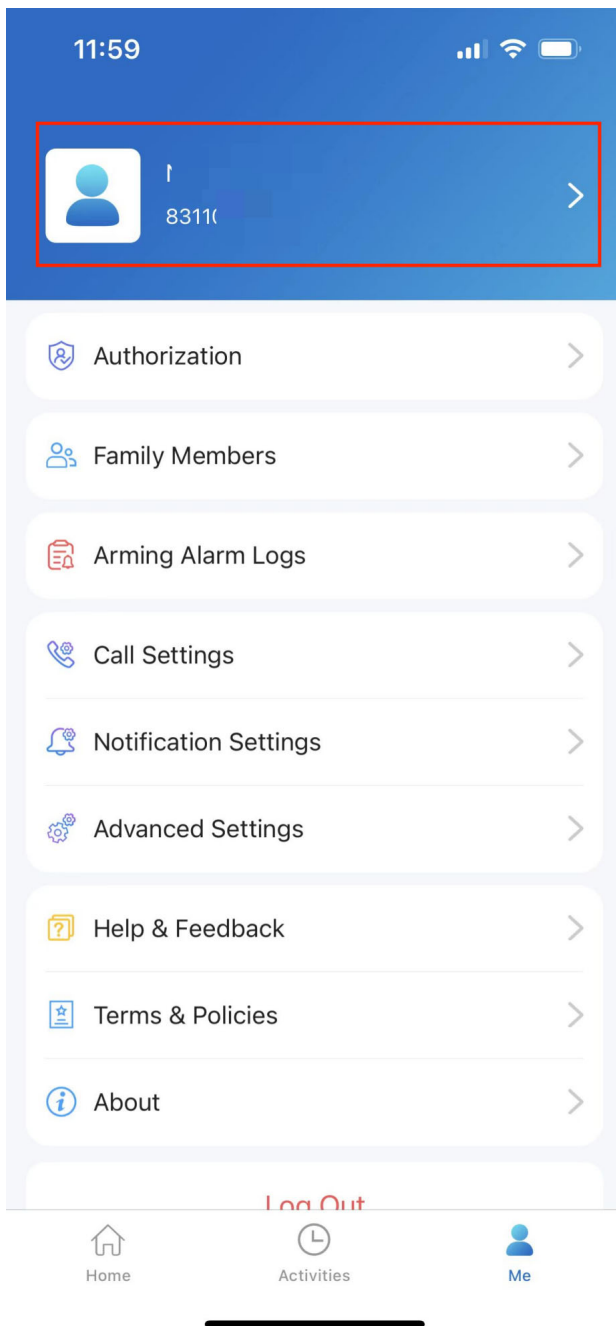 11:59
8311
Authorization
Family Members
Arming Alarm Logs
Call Settings
Notification Settings
Advanced Settings
Help & Feedback
Terms & Policies
About
Log Out
Home
Activities
Me